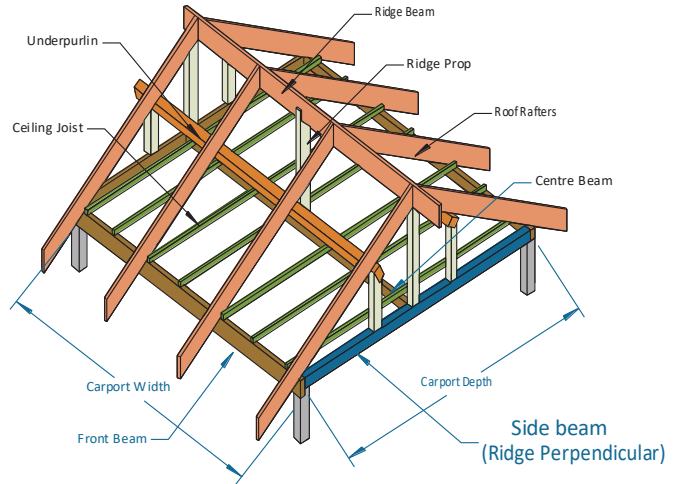 Ridge Beam
Underpurlin
Ridge Prop
Roof Rafters
Ceiling Joist
Centre Beam
Carport Width
Carport Depth
Front Beam
Side beam
(Ridge Perpendicular)